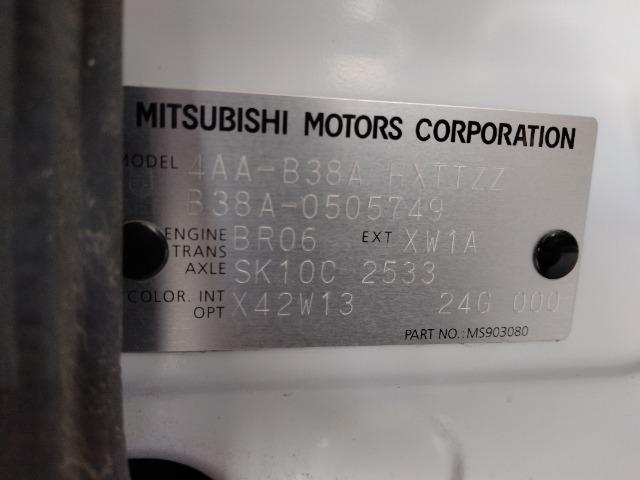 MITSUBISHI MOTORS CORPORATION
MODEL 4AA-B38A HXTTZZ
B38A-0505749
ENGINE BR06 EXT XW1A
TRANS
AXLE SK10C 2533
COLOR. INT X42W13 24G 000
OPT
PART NO.:MS903080